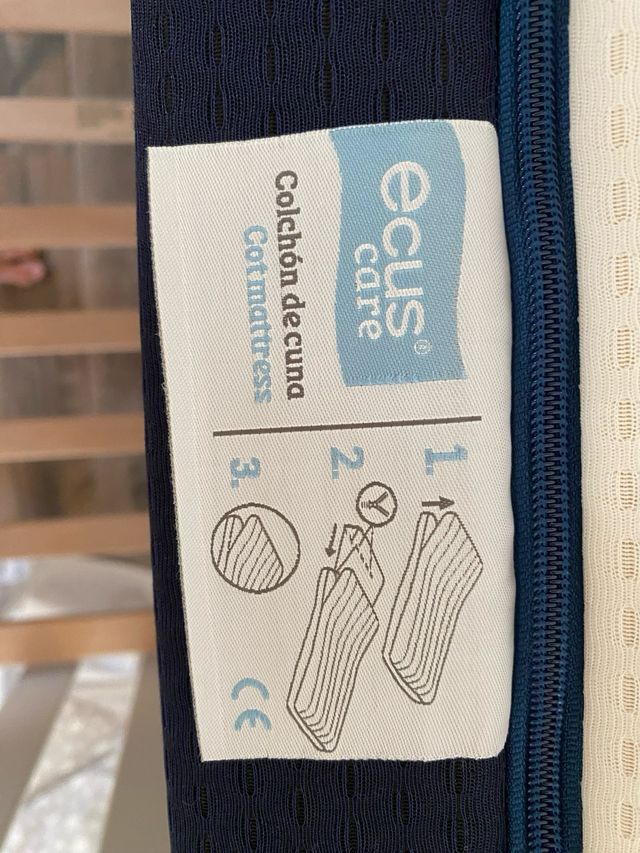 ecus®
care
Colchón de cuna
Cot mattress
1.
2.
Y
3.
CE